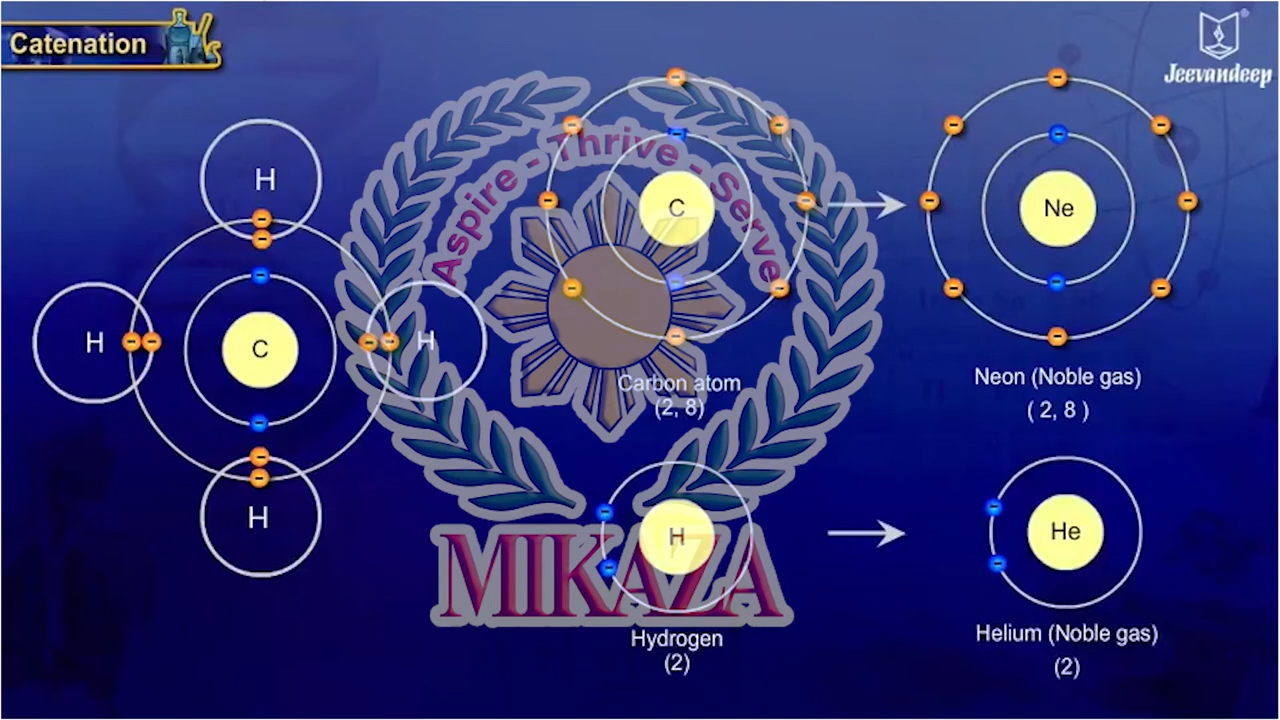 Catenation
Jeevandeep
Aspire - Thrive - Serve
H
H
C
H
H
C
Carbon atom
(2, 8)
Ne
Neon (Noble gas)
( 2, 8 )
H
Hydrogen
(2)
He
Helium (Noble gas)
(2)
MIKAZA